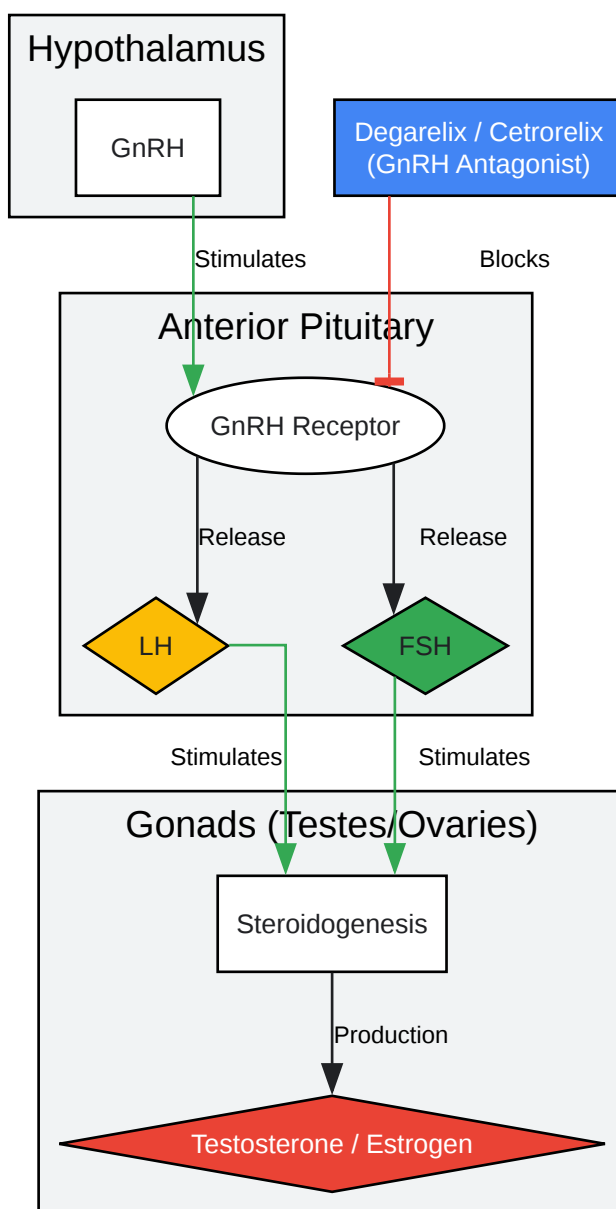 Hypothalamus
GnRH
Degarelix / Cetrorelix
(GnRH Antagonist)
Stimulates
Blocks
Anterior Pituitary
GnRH Receptor
Release
Release
LH
FSH
Stimulates
Stimulates
Gonads (Testes/Ovaries)
Steroidogenesis
Production
Testosterone / Estrogen